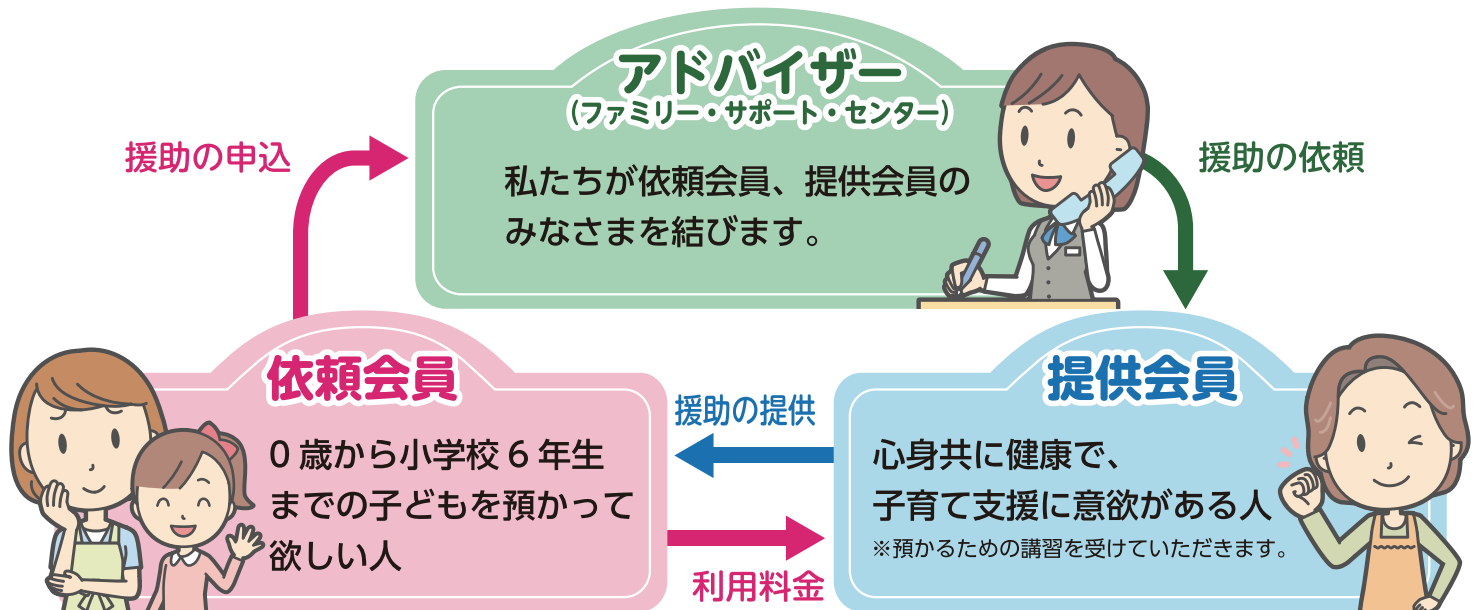 アドバイザー
(ファミリー・サポート・センター)
援助の申込
援助の依頼
私たちが依頼会員、提供会員の
みなさまを結びます。
依頼会員
0歳から小学校6年生
までの子どもを預かって
欲しい人
援助の提供
利用料金
提供会員
心身共に健康で、
子育て支援に意欲がある人
※預かるための講習を受けていただきます。